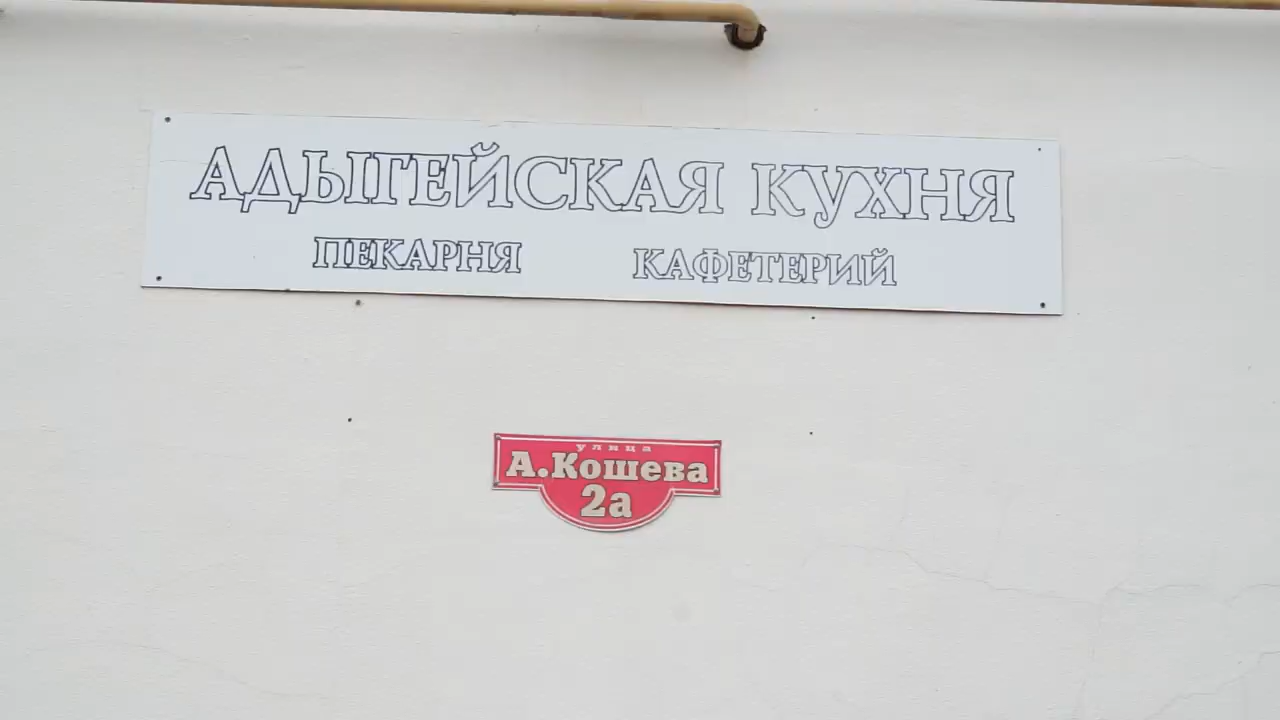 АДЫГЕЙСКАЯ КУХНЯ
ПЕКАРНЯ КАФЕТЕРИЙ
улица
А.Кошева
2а